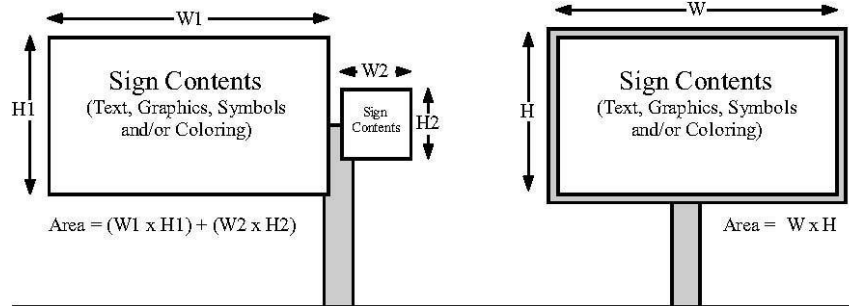 W1
W
W2
H1
Sign Contents
(Text, Graphics, Symbols
and/or Coloring)
Sign
Contents
H2
H
Sign Contents
(Text, Graphics, Symbols
and/or Coloring)
Area = (W1 x H1) + (W2 x H2)
Area = W x H